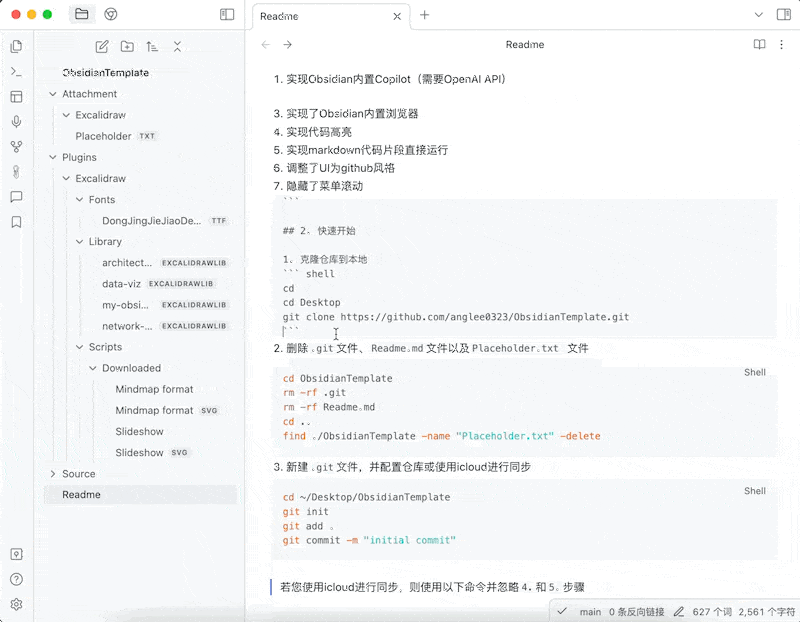 Readme
Readme
ObsidianTemplate
Attachment
Excalidraw
Placeholder TXT
Plugins
Excalidraw
Fonts
DongJingJieJiaoDe... TTF
Library
architect... EXCALIDRAWLIB
data-viz EXCALIDRAWLIB
my-obsi... EXCALIDRAWLIB
network-... EXCALIDRAWLIB
Scripts
Downloaded
Mindmap format
Mindmap format SVG
Slideshow
Slideshow SVG
Source
Readme
1. 实现Obsidian内置Copilot（需要OpenAI API）
3. 实现了Obsidian内置浏览器
4. 实现代码高亮
5. 实现markdown代码片段直接运行
6. 调整了UI为github风格
7. 隐藏了菜单滚动
```
## 2。快速开始
1。克隆仓库到本地
``` shell
cd
cd Desktop
git clone https://github.com/anglee0323/ObsidianTemplate.git
```
2. 删除 .git 文件、Readme.md 文件以及 Placeholder.txt 文件
Shell
cd ObsidianTemplate
rm -rf .git
rm -rf Readme.md
cd ..
find ./ObsidianTemplate -name "Placeholder.txt" -delete
3. 新建 .git 文件，并配置仓库或使用icloud进行同步
Shell
cd ~/Desktop/ObsidianTemplate
git init
git add .
git commit -m "initial commit"
若您使用icloud进行同步，则使用以下命令并忽略 4. 和 5. 步骤
main 0 条反向链接 627 个词 2,561 个字符